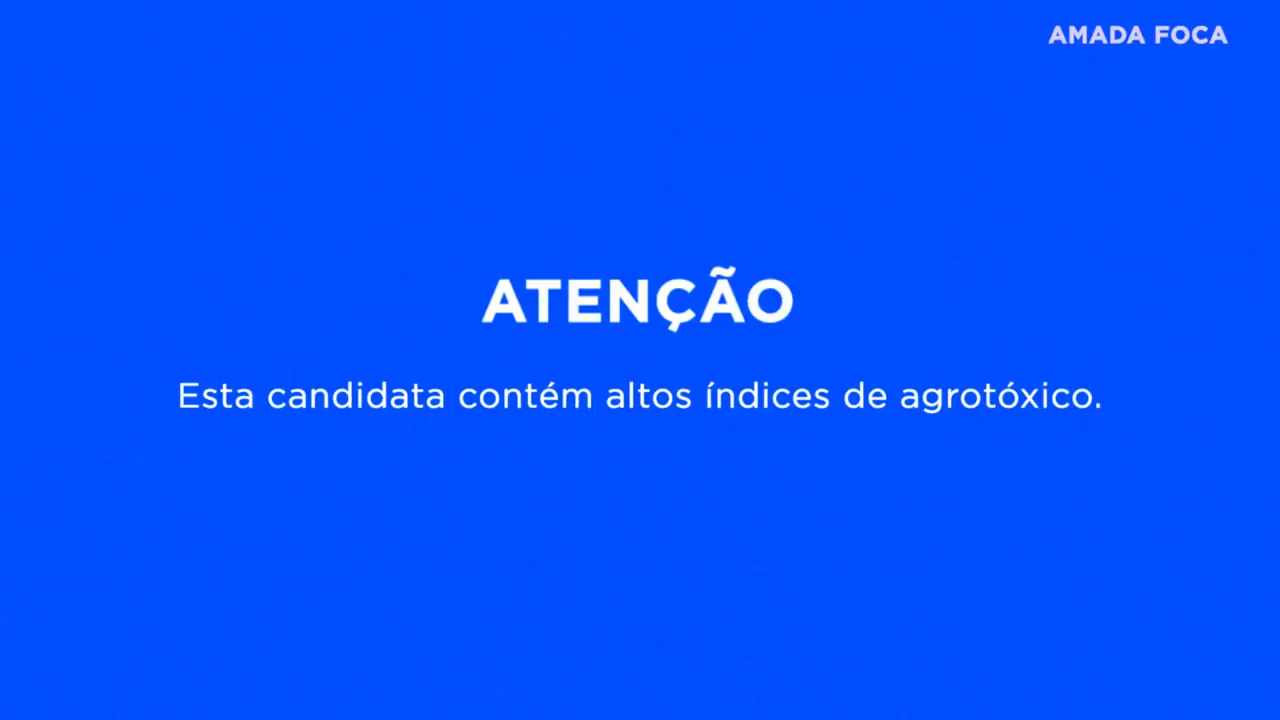 AMADA FOCA
ATENÇÃO
Esta candidata contém altos índices de agrotóxico.